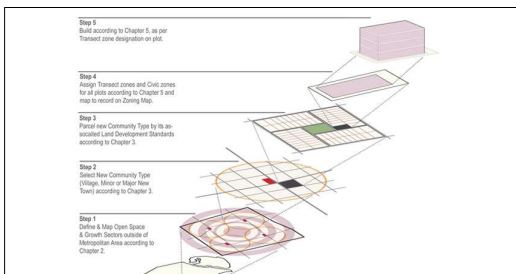 Step 5
Build according to Chapter 5, as per
Transect zone designation on plot.
Step 4
Assign Transect zones and Civic zones
for all plots according to Chapter 5 and
map to record on Zoning Map.
Step 3
Parcel new Community Type by its as-
sociated Land Development Standards
according to Chapter 3.
Step 2
Select New Community Type
(Village, Minor or Major New
Town) according to Chapter 3.
Step 1
Define & Map Open Space
& Growth Sectors outside of
Metropolitan Area according to
Chapter 2.